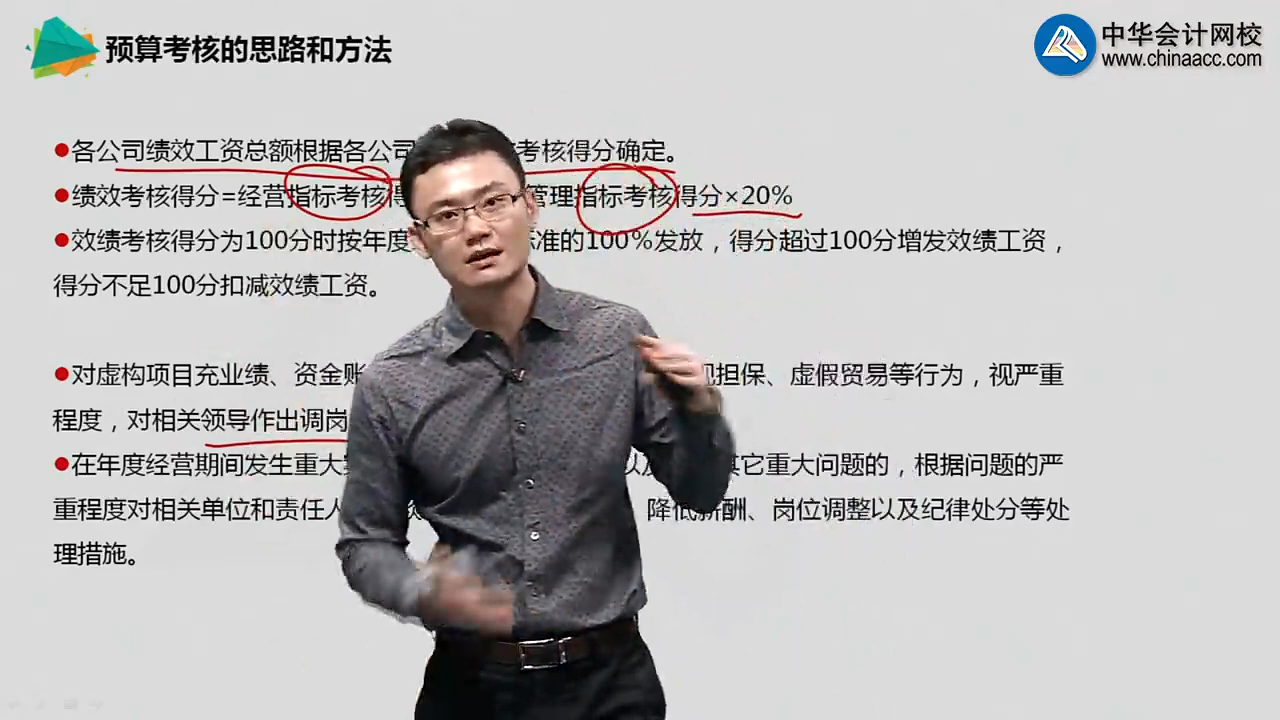 预算考核的思路和方法
中华会计网校
www.chinaacc.com
●各公司绩效工资总额根据各公司 考核得分确定。
●绩效考核得分=经营指标考核得 管理指标考核得分×20%
●效绩考核得分为100分时按年度 标准的100%发放，得分超过100分增发效绩工资，
得分不足100分扣减效绩工资。
●对虚构项目充业绩、资金账 担保、虚假贸易等行为，视严重
程度，对相关领导作出调岗
●在年度经营期间发生重大 以及 其它重大问题的，根据问题的严
重程度对相关单位和责任人 降低薪酬、岗位调整以及纪律处分等处
理措施。